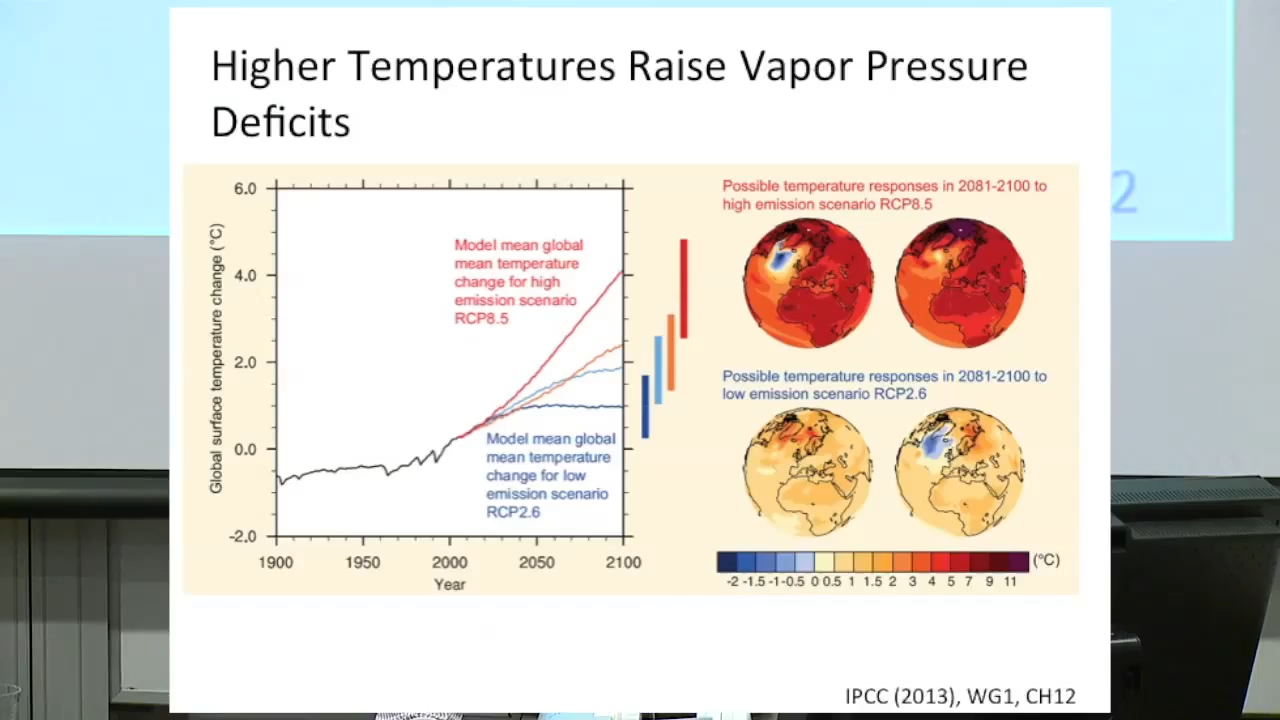 Higher Temperatures Raise Vapor Pressure
Deficits
6.0
4.0
2.0
0.0
-2.0
Global surface temperature change (°C)
1900
1950
2000
2050
2100
Year
Model mean global
mean temperature
change for high
emission scenario
RCP8.5
Model mean global
mean temperature
change for low
emission scenario
RCP2.6
Possible temperature responses in 2081-2100 to
high emission scenario RCP8.5
Possible temperature responses in 2081-2100 to
low emission scenario RCP2.6
(°C)
-2 -1.5 -1 -0.5 0 0.5 1 1.5 2 3 4 5 7 9 11
2
IPCC (2013), WG1, CH12